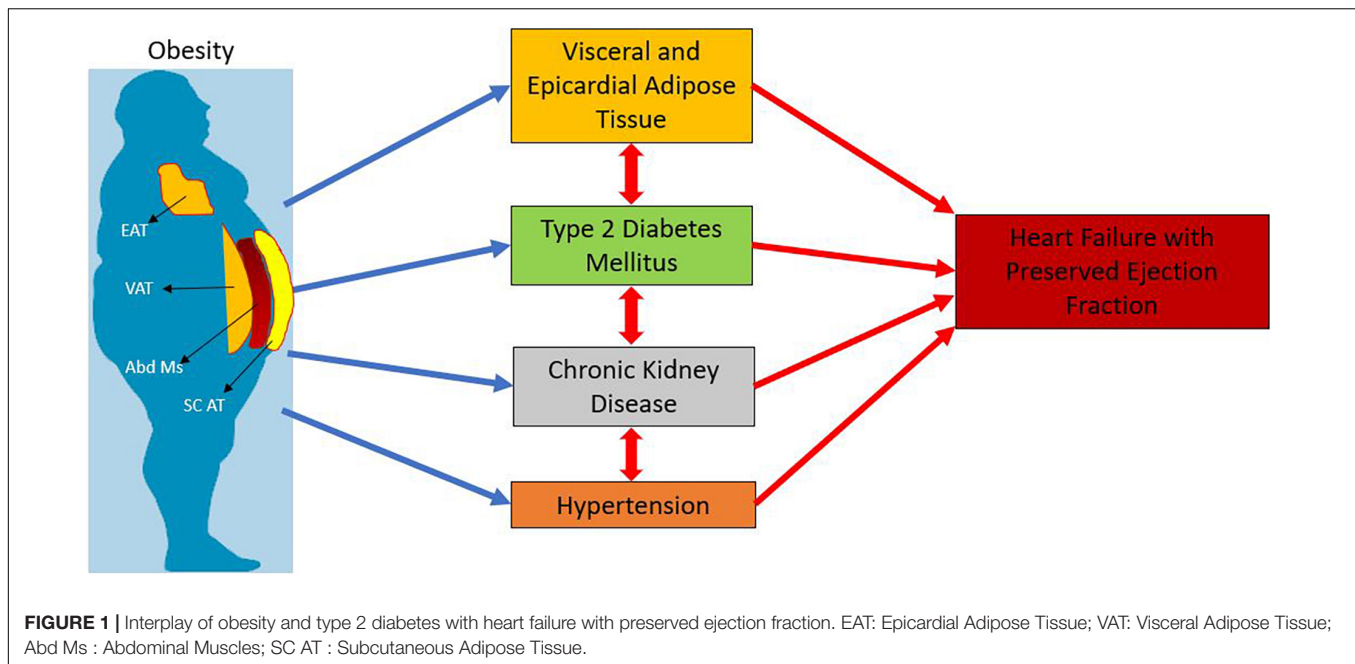 Obesity
EAT
VAT
Abd Ms
SC AT
Visceral and
Epicardial Adipose
Tissue
Type 2 Diabetes
Mellitus
Chronic Kidney
Disease
Hypertension
Heart Failure with
Preserved Ejection
Fraction
FIGURE 1 | Interplay of obesity and type 2 diabetes with heart failure with preserved ejection fraction. EAT: Epicardial Adipose Tissue; VAT: Visceral Adipose Tissue;
Abd Ms : Abdominal Muscles; SC AT : Subcutaneous Adipose Tissue.